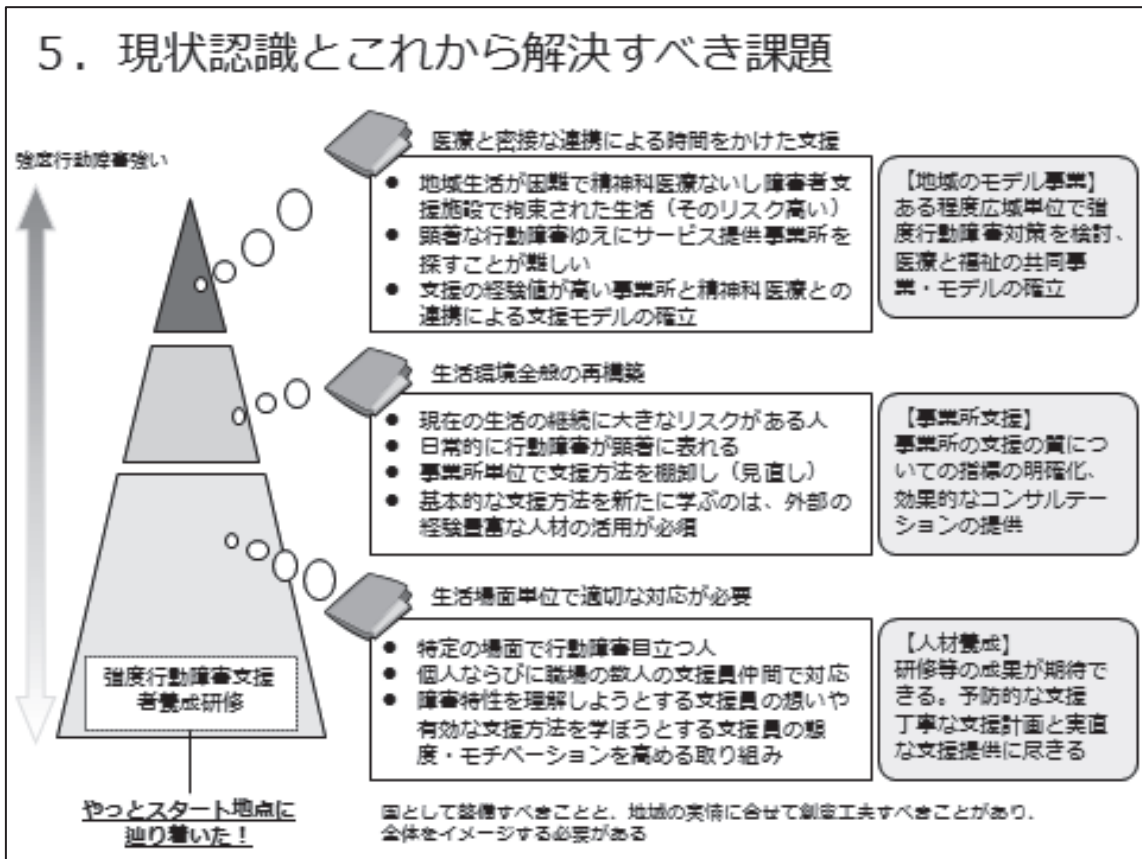 5．現状認識とこれから解決すべき課題
強度行動障害強い
医療と密接な連携による時間をかけた支援
● 地域生活が困難で精神科医療ないし障害者支
援施設で拘束された生活（そのリスク高い）
● 顕著な行動障害ゆえにサービス提供事業所を
探すことが難しい
● 支援の経験値が高い事業所と精神科医療との
連携による支援モデルの確立
【地域のモデル事業】
ある程度広域単位で強
度行動障害対策を検討、
医療と福祉の共同事
業・モデルの確立
生活環境全般の再構築
● 現在の生活の継続に大きなリスクがある人
● 日常的に行動障害が顕著に表れる
● 事業所単位で支援方法を棚卸し（見直し）
● 基本的な支援方法を新たに学ぶのは、外部の
経験豊富な人材の活用が必須
【事業所支援】
事業所の支援の質につ
いての指標の明確化、
効果的なコンサルテー
ションの提供
生活場面単位で適切な対応が必要
● 特定の場面で行動障害目立つ人
● 個人ならびに職場の数人の支援員仲間で対応
● 障害特性を理解しようとする支援員の想いや
有効な支援方法を学ぼうとする支援員の態
度・モチベーションを高める取り組み
【人材養成】
研修等の成果が期待で
きる。予防的な支援
丁寧な支援計画と実直
な支援提供に尽きる
強度行動障害支援
者養成研修
やっとスタート地点に
辿り着いた！
国として整備すべきことと、地域の実情に合せて創意工夫すべきことがあり、
全体をイメージする必要がある